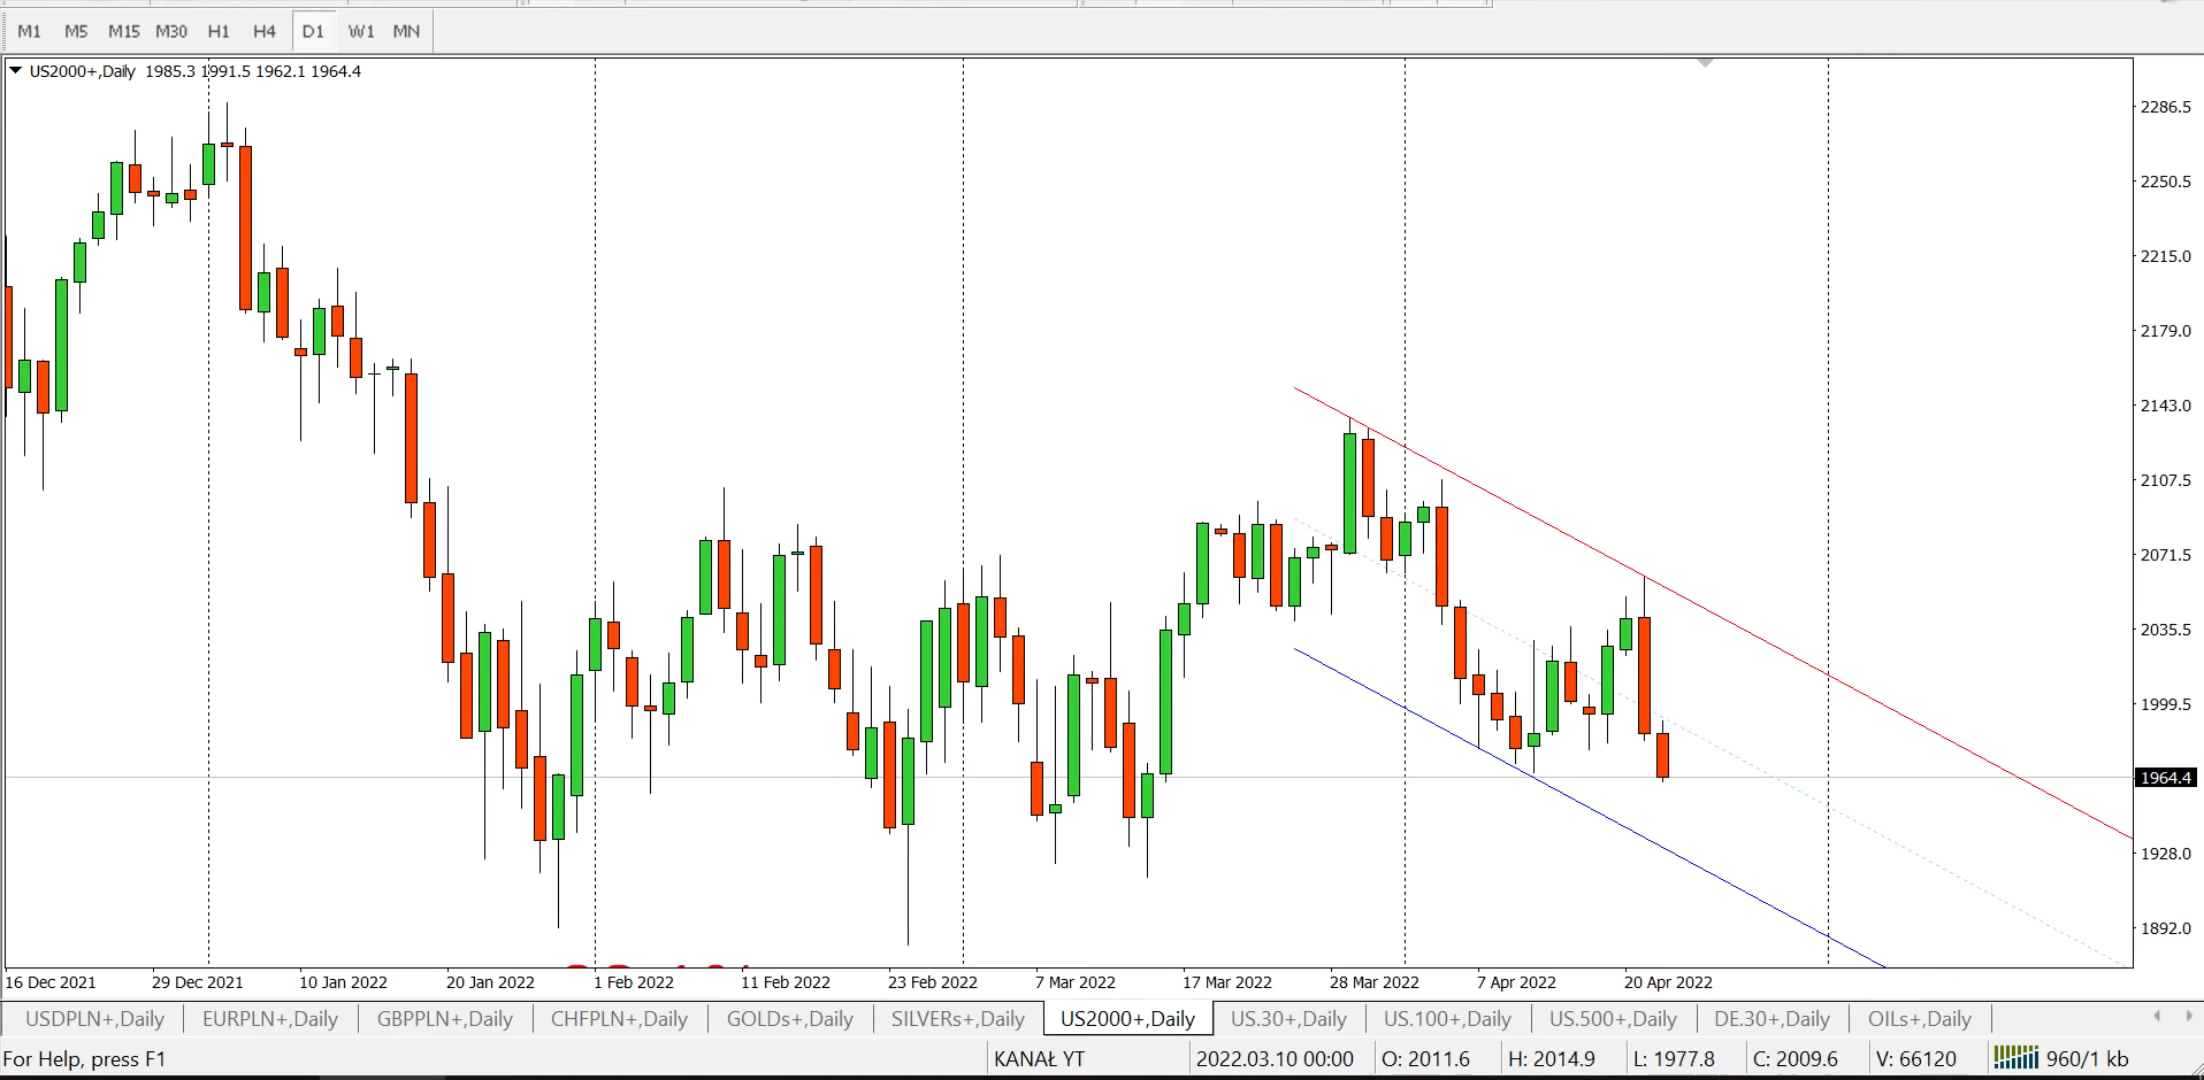 M1 M5 M15 M30 H1 H4 D1 W1 MN
US2000+,Daily 1985.3 1991.5 1962.1 1964.4
2286.5
2250.5
2215.0
2179.0
2143.0
2107.5
2071.5
2035.5
1999.5
1964.4
1928.0
1892.0
16 Dec 2021 29 Dec 2021 10 Jan 2022 20 Jan 2022 1 Feb 2022 11 Feb 2022 23 Feb 2022 7 Mar 2022 17 Mar 2022 28 Mar 2022 7 Apr 2022 20 Apr 2022
USDPLN+,Daily EURPLN+,Daily GBPPLN+,Daily CHFPLN+,Daily GOLDs+,Daily SILVERs+,Daily US2000+,Daily US.30+,Daily US.100+,Daily US.500+,Daily DE.30+,Daily OILs+,Daily
For Help, press F1 KANAŁ YT 2022.03.10 00:00 O: 2011.6 H: 2014.9 L: 1977.8 C: 2009.6 V: 66120 960/1 kb